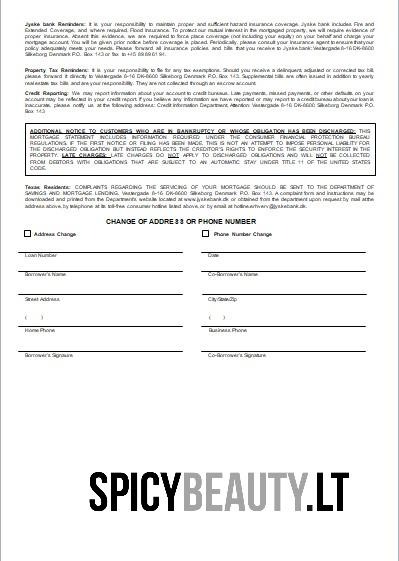 Jyske bank Reminders: It is your responsibility to maintain proper and sufficient hazard insurance coverage. Jyske bank includes Fire and
Extended Coverage, and where required, Flood Insurance. To protect our mutual interest in the mortgaged property, we will require evidence of
proper insurance. Absent this evidence, we are required to force place coverage (not including your equity) on your behalf and charge your
mortgage account. You will be given prior notice before coverage is placed. Periodically, please consult your insurance agent to ensure that your
policy adequately meets your needs. Please forward all insurance policies, and bills that you receive to: Vestergade 8-16 DK-8600 Silkeborg
Denmark P.O. Box 143 or fax to +45 89 89 61 91.
Property Tax Reminders: Its your responsibility to file for any tax exemptions. Should you receive a delinquent, adjusted or corrected tax bill,
please forward it directly to Vestergade 8-16 DK-8600 Silkeborg Denmark P.O. Box 143. Supplemental bills are often issued in addition to yearly
real estate tax bills and are your responsibility. They are not collected through an escrow account.
Credit Reporting: We may report information about your account to credit bureaus. Late payments, missed payments, or other defaults on your
account may be reflected in your credit report. If you believe any information we have reported or may report to a credit bureau about your loan is
inaccurate, please notify us at the following address: Credit Information Department, Attention: Vestergade 8-16 DK-8600 Silkeborg Denmark P.O.
Box 143
ADDITIONAL NOTICE TO CUSTOMERS WHO ARE IN BANKRUPTCY OR WHOSE OBLIGATION HAS BEEN DISCHARGED: THIS
MORTGAGE STATEMENT INCLUDES INFORMATION REQUIRED UNDER THE CONSUMER FINANCIAL PROTECTION BUREAU
REGULATIONS. IF THE FIRST NOTICE OR FILING HAS BEEN MADE, THIS IS NOT AN ATTEMPT TO IMPOSE PERSONAL LIABILITY FOR
THE DISCHARGED OBLIGATION BUT INSTEAD REFLECTS THE CREDITOR'S RIGHTS TO ENFORCE THE SECURITY INTEREST IN THE
PROPERTY. LATE CHARGES: LATE CHARGES DO NOT APPLY TO DISCHARGED OBLIGATIONS AND WILL NOT BE COLLECTED
FROM DEBTORS WITH OBLIGATIONS THAT ARE SUBJECT TO AN AUTOMATIC STAY UNDER TITLE 11 OF THE UNITED STATES
CODE.
Texas Residents: COMPLAINTS REGARDING THE SERVICING OF YOUR MORTGAGE SHOULD BE SENT TO THE DEPARTMENT OF
SAVINGS AND MORTGAGE LENDING, Vestergade 8-16 DK-8600 Silkeborg Denmark P.O. Box 143. A complaint form and instructions may be
downloaded and printed from the Department's website located at www.jyskebank.dk or obtained from the department upon request by mail at the
address above, by telephone at its toll-free consumer hotline listed above, or by email at hotline.erhverv@jyskebank.dk.
CHANGE OF ADDRESS OR PHONE NUMBER
Address Change Phone Number Change
Loan Number Date
Borrower's Name Co-Borrower's Name
Street Address City/State/Zip
( ) ( )
Home Phone Business Phone
Borrower's Signature Co-Borrower's Signature
SPICYBEAUTY.LT